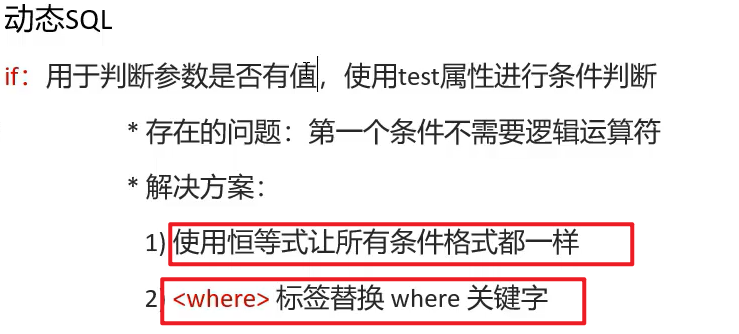 动态SQL
if：用于判断参数是否有值，使用test属性进行条件判断
* 存在的问题：第一个条件不需要逻辑运算符
* 解决方案：
1) 使用恒等式让所有条件格式都一样
2) <where> 标签替换 where 关键字